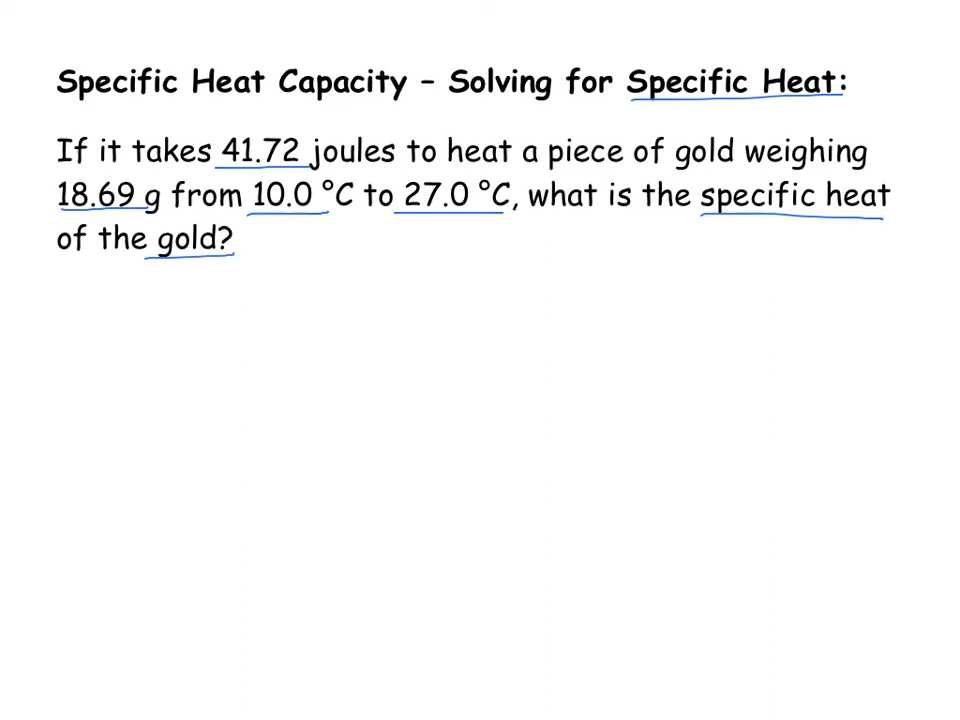 Specific Heat Capacity – Solving for Specific Heat:
If it takes 41.72 joules to heat a piece of gold weighing
18.69 g from 10.0 °C to 27.0 °C, what is the specific heat
of the gold?